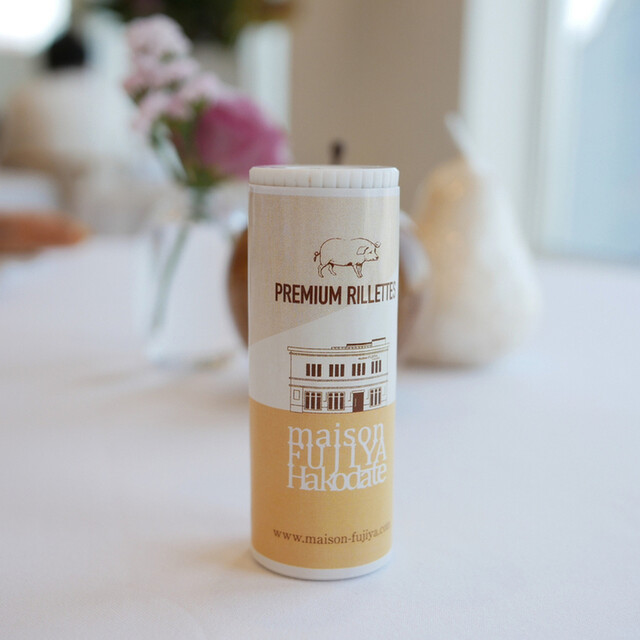 PREMIUM RILLETTES
maison
FUJIYA
Hakodate
www.maison-fujiya.com